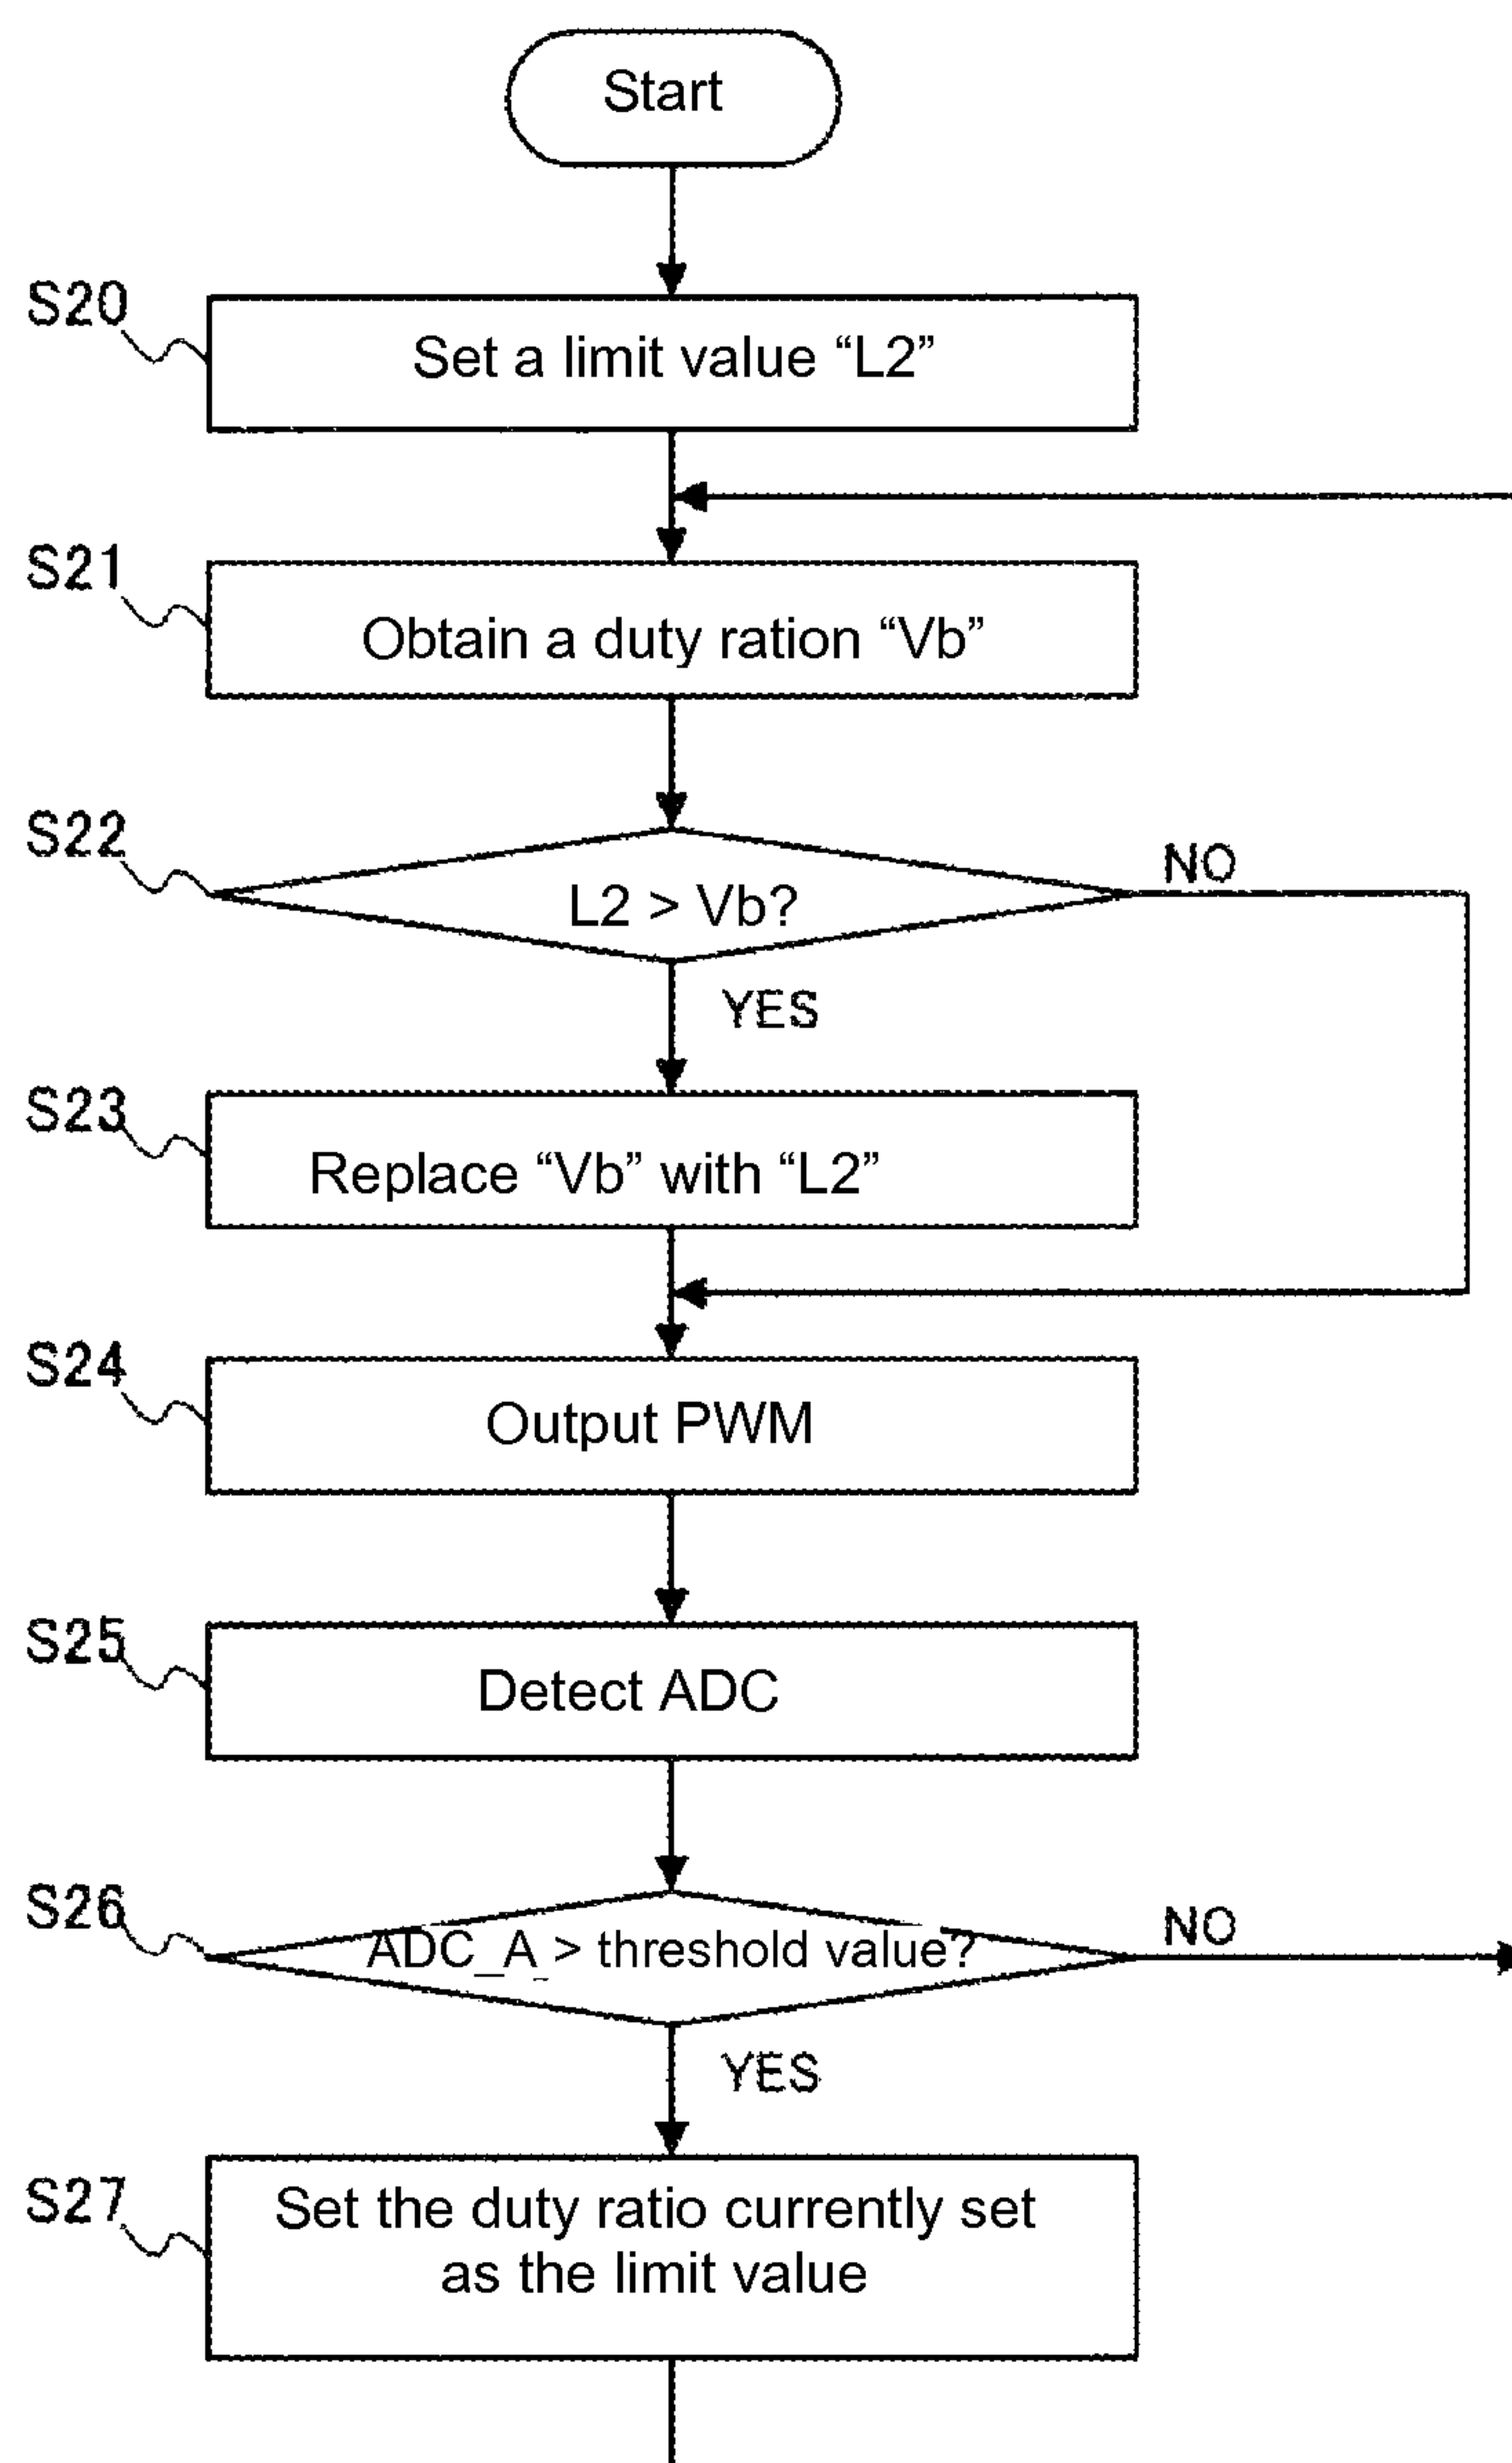 Start
S20
Set a limit value “L2”
S21
Obtain a duty ration “Vb”
S22
L2 > Vb?
NO
YES
S23
Replace “Vb” with “L2”
S24
Output PWM
S25
Detect ADC
S26
ADC_A > threshold value?
NO
YES
S27
Set the duty ratio currently set
as the limit value